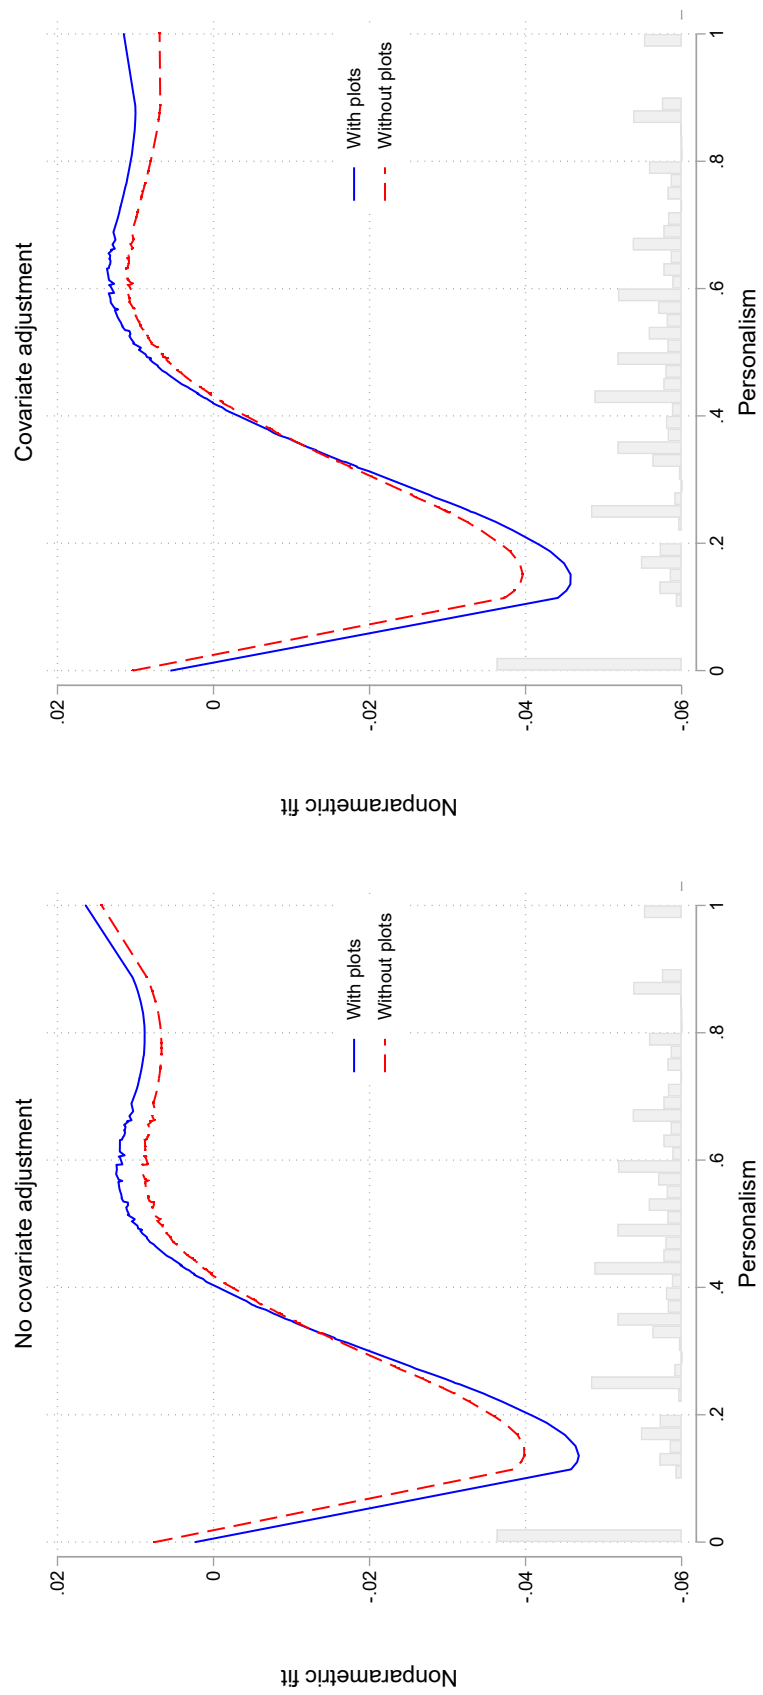 No covariate adjustment
Nonparametric fit
.02
0
-.02
-.04
-.06
With plots
Without plots
0
.2
.4
.6
.8
1
Personalism
Covariate adjustment
Nonparametric fit
.02
0
-.02
-.04
-.06
With plots
Without plots
0
.2
.4
.6
.8
1
Personalism